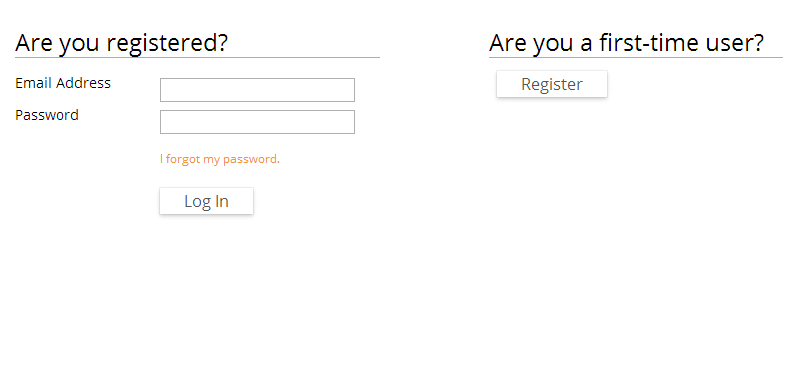 Are you registered?
Email Address
Password
I forgot my password.
Log In
Are you a first-time user?
Register